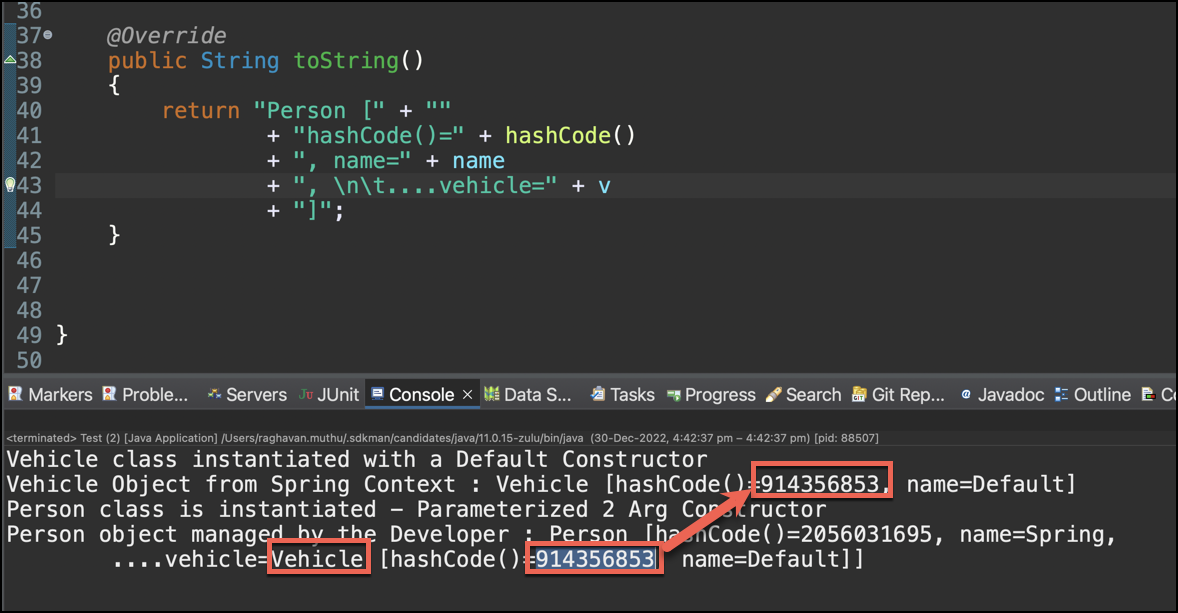 36
37 @Override
38 public String toString()
39 {
40 return "Person [" + ""
41 + "hashCode()=" + hashCode()
42 + ", name=" + name
43 + ", \n\t....vehicle=" + v
44 + "]";
45 }
46
47
48
49 }
50
Markers Proble... Servers JUnit Console × Data S... Tasks Progress Search Git Rep... Javadoc Outline Co
<terminated> Test (2) [Java Application] /Users/raghavan.muthu/.sdkman/candidates/java/11.0.15-zulu/bin/java (30-Dec-2022, 4:42:37 pm – 4:42:37 pm) [pid: 88507]
Vehicle class instantiated with a Default Constructor
Vehicle Object from Spring Context : Vehicle [hashCode()=914356853, name=Default]
Person class is instantiated – Parameterized 2 Arg Constructor
Person object managed by the Developer : Person [hashCode()=2056031695, name=Spring,
....vehicle=Vehicle [hashCode()=914356853 name=Default]]